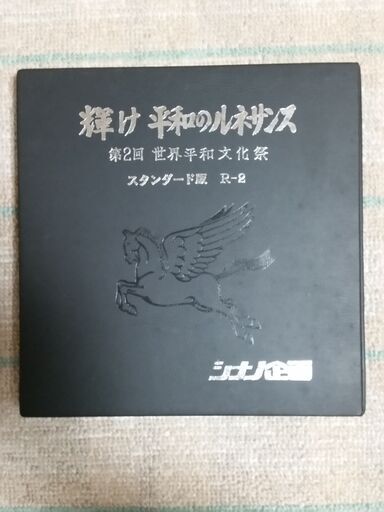 輝け 平和のルネサンス
第2回 世界平和文化祭
スタンダード版 R-2
シナノ企画